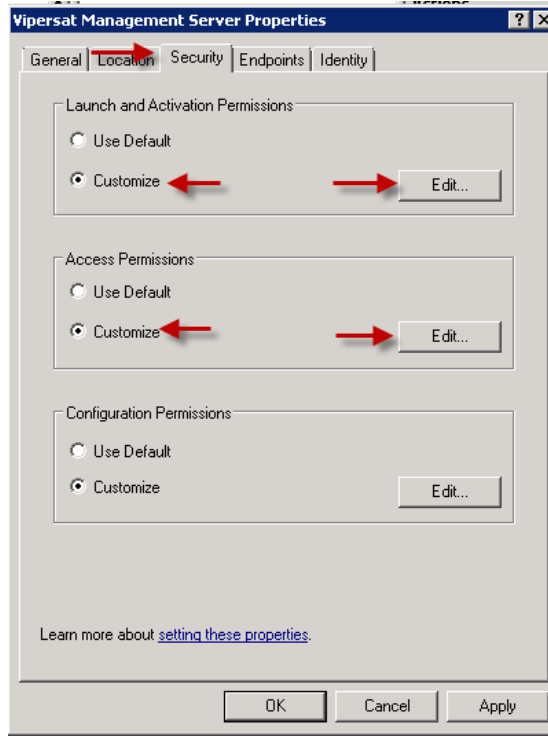 Vipersat Management Server Properties
General Location Security Endpoints Identity
Launch and Activation Permissions
Use Default
Customize Edit...
Access Permissions
Use Default
Customize Edit...
Configuration Permissions
Use Default
Customize Edit...
Learn more about setting these properties.
OK Cancel Apply